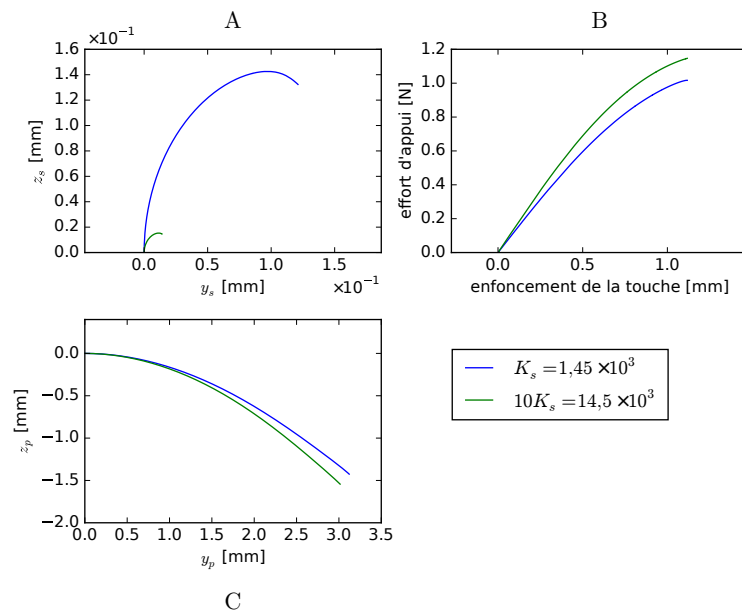 A
×10⁻¹
1.6
1.4
1.2
1.0
0.8
0.6
0.4
0.2
0.0
z_s [mm]
0.0 0.5 1.0 1.5
y_s [mm] ×10⁻¹
B
1.2
1.0
0.8
0.6
0.4
0.2
0.0
effort d'appui [N]
0.0 0.5 1.0
enfoncement de la touche [mm]
0.0
−0.5
−1.0
−1.5
−2.0
z_p [mm]
0.0 0.5 1.0 1.5 2.0 2.5 3.0 3.5
y_p [mm]
C
K_s = 1,45 ×10³
10K_s = 14,5 ×10³